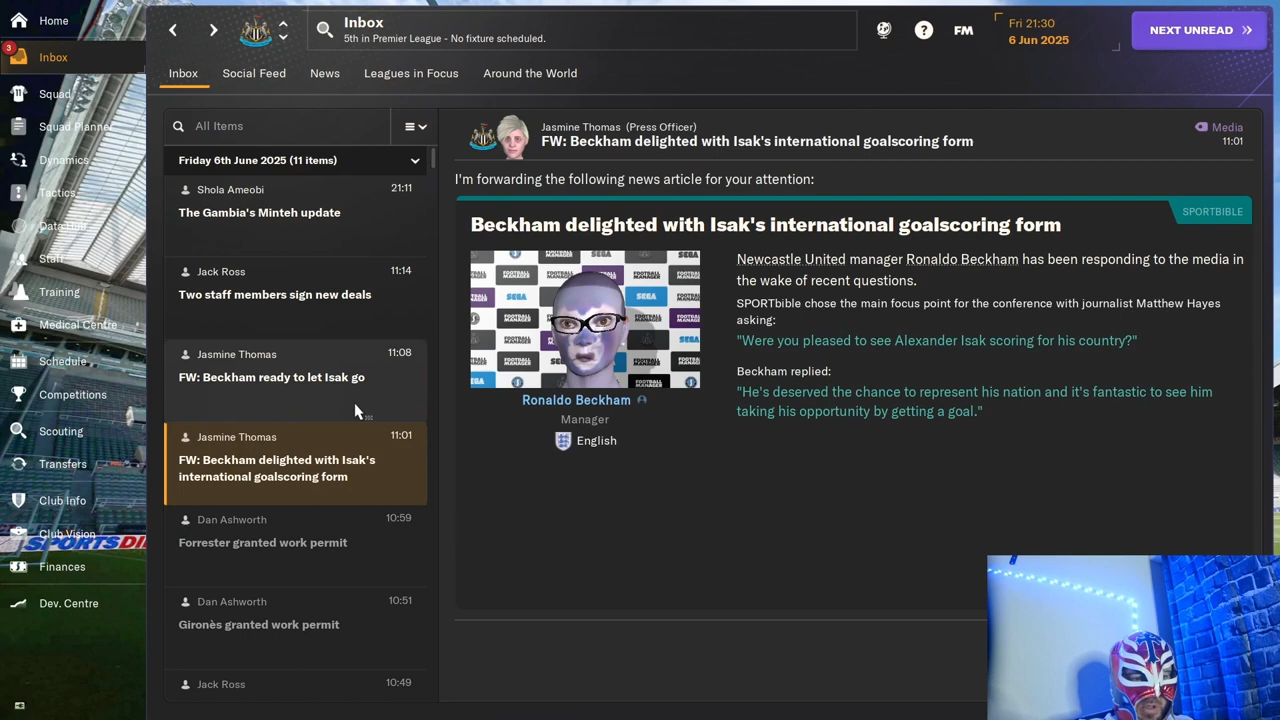 Home
3
Inbox
Squad
Squad Planner
Dynamics
Tactics
Data Hub
Staff
Training
Medical Centre
Schedule
Competitions
Scouting
Transfers
Club Info
Club Vision
SPORTS DI
Finances
Dev. Centre
Inbox
5th in Premier League - No fixture scheduled.
?
FM
Fri 21:30
6 Jun 2025
NEXT UNREAD
Inbox
Social Feed
News
Leagues in Focus
Around the World
All Items
Friday 6th June 2025 (11 items)
Shola Ameobi
21:11
The Gambia's Minteh update
Jack Ross
11:14
Two staff members sign new deals
Jasmine Thomas
11:08
FW: Beckham ready to let Isak go
Jasmine Thomas
11:01
FW: Beckham delighted with Isak's
international goalscoring form
Dan Ashworth
10:59
Forrester granted work permit
Dan Ashworth
10:51
Gironès granted work permit
Jack Ross
10:49
Jasmine Thomas (Press Officer)
FW: Beckham delighted with Isak's international goalscoring form
Media
11:01
I'm forwarding the following news article for your attention:
SPORTBIBLE
Beckham delighted with Isak's international goalscoring form
FOOTBALL MANAGER
SEGA
Ronaldo Beckham
Manager
English
Newcastle United manager Ronaldo Beckham has been responding to the media in
the wake of recent questions.
SPORTbible chose the main focus point for the conference with journalist Matthew Hayes
asking:
"Were you pleased to see Alexander Isak scoring for his country?"
Beckham replied:
"He's deserved the chance to represent his nation and it's fantastic to see him
taking his opportunity by getting a goal."